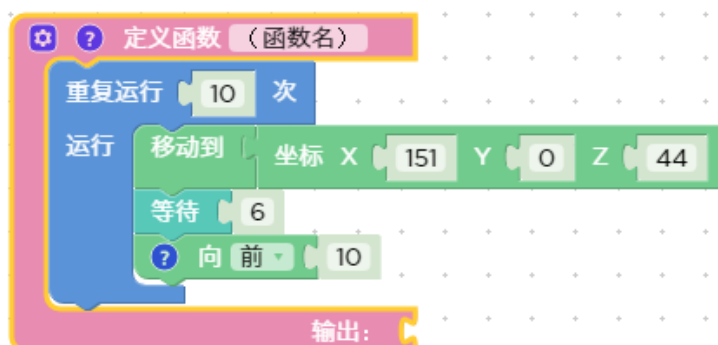 ? 定义函数 （函数名）
重复运行 10 次
运行 移动到 坐标 X 151 Y 0 Z 44
等待 6
? 向 前 10
输出：